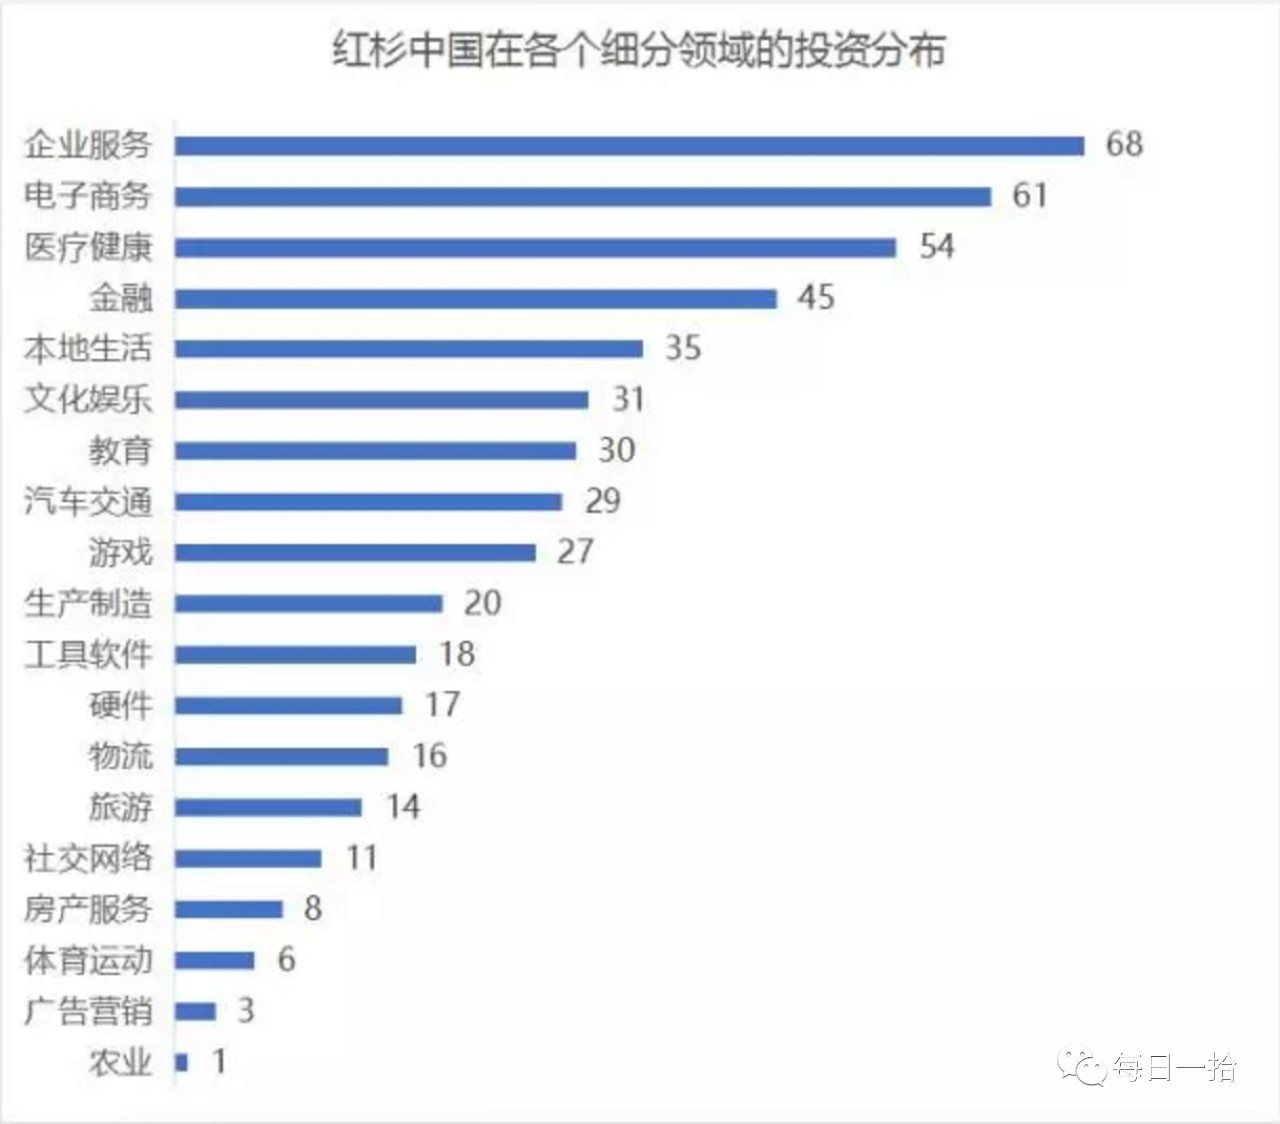 红杉中国在各个细分领域的投资分布
企业服务 68
电子商务 61
医疗健康 54
金融 45
本地生活 35
文化娱乐 31
教育 30
汽车交通 29
游戏 27
生产制造 20
工具软件 18
硬件 17
物流 16
旅游 14
社交网络 11
房产服务 8
体育运动 6
广告营销 3
农业 1
每日一拾